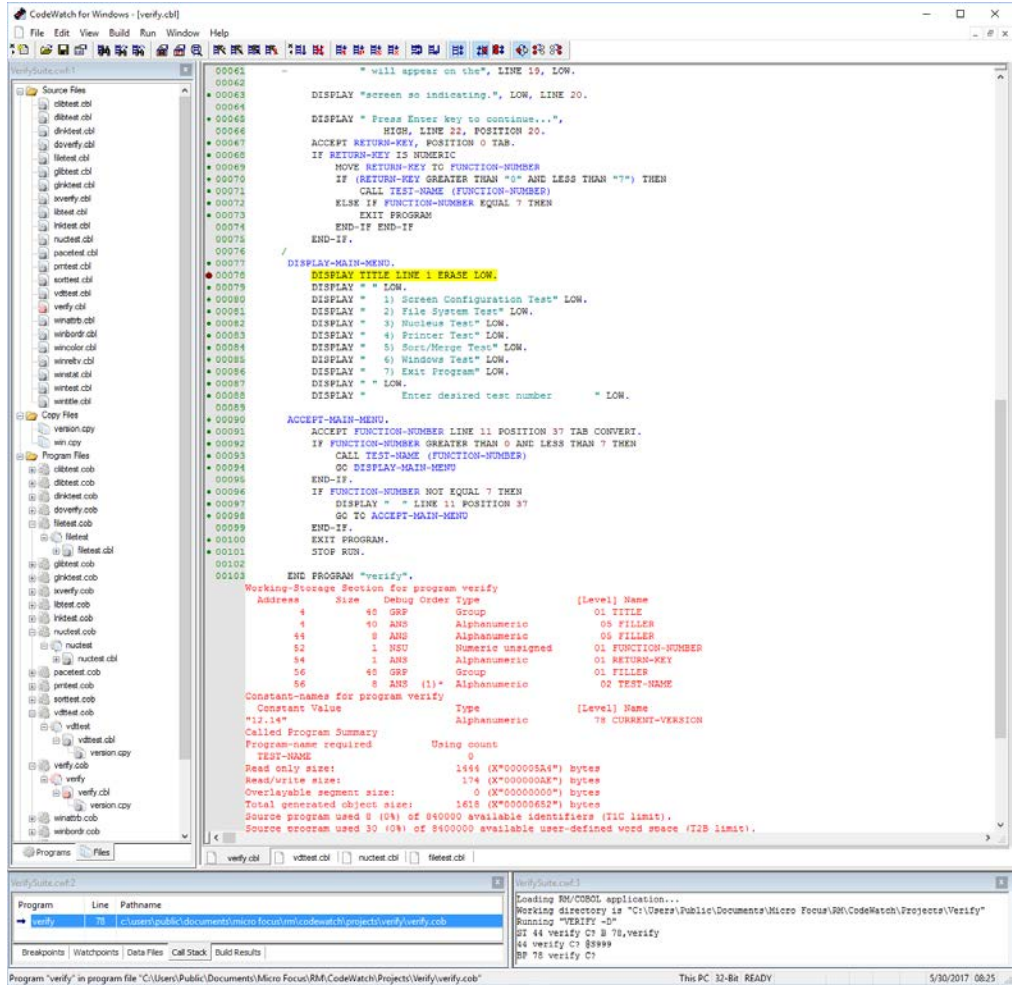 CodeWatch for Windows - [verify.cbl]
File Edit View Build Run Window Help
VerifySuite.cwf:1
Source Files
clibtest.cbl
dlibtest.cbl
dlnktest.cbl
doverify.cbl
filetest.cbl
glibtest.cbl
glnktest.cbl
ixverify.cbl
libtest.cbl
lnktest.cbl
nuctest.cbl
pacetest.cbl
prntest.cbl
sorttest.cbl
vdttest.cbl
verify.cbl
winattrb.cbl
winbordr.cbl
wincolor.cbl
winreltv.cbl
winstat.cbl
wintest.cbl
wintitle.cbl
Copy Files
version.cpy
win.cpy
Program Files
clibtest.cob
dlibtest.cob
dlnktest.cob
doverify.cob
filetest.cob
filetest
filetest.cbl
glibtest.cob
glnktest.cob
ixverify.cob
libtest.cob
lnktest.cob
nuctest.cob
nuctest
nuctest.cbl
pacetest.cob
prntest.cob
sorttest.cob
vdttest.cob
vdttest
vdttest.cbl
version.cpy
verify.cob
verify
verify.cbl
version.cpy
winattrb.cob
winbordr.cob
Programs Files
00061 - " will appear on the", LINE 19, LOW.
00062
00063 DISPLAY "screen so indicating.", LOW, LINE 20.
00064
00065 DISPLAY " Press Enter key to continue...",
00066 HIGH, LINE 22, POSITION 20.
00067 ACCEPT RETURN-KEY, POSITION 0 TAB.
00068 IF RETURN-KEY IS NUMERIC
00069 MOVE RETURN-KEY TO FUNCTION-NUMBER
00070 IF (RETURN-KEY GREATER THAN "0" AND LESS THAN "7") THEN
00071 CALL TEST-NAME (FUNCTION-NUMBER)
00072 ELSE IF FUNCTION-NUMBER EQUAL 7 THEN
00073 EXIT PROGRAM
00074 END-IF END-IF
00075 END-IF.
00076 /
00077 DISPLAY-MAIN-MENU.
00078 DISPLAY TITLE LINE 1 ERASE LOW.
00079 DISPLAY " " LOW.
00080 DISPLAY " 1) Screen Configuration Test" LOW.
00081 DISPLAY " 2) File System Test" LOW.
00082 DISPLAY " 3) Nucleus Test" LOW.
00083 DISPLAY " 4) Printer Test" LOW.
00084 DISPLAY " 5) Sort/Merge Test" LOW.
00085 DISPLAY " 6) Windows Test" LOW.
00086 DISPLAY " 7) Exit Program" LOW.
00087 DISPLAY " " LOW.
00088 DISPLAY " Enter desired test number " LOW.
00089
00090 ACCEPT-MAIN-MENU.
00091 ACCEPT FUNCTION-NUMBER LINE 11 POSITION 37 TAB CONVERT.
00092 IF FUNCTION-NUMBER GREATER THAN 0 AND LESS THAN 7 THEN
00093 CALL TEST-NAME (FUNCTION-NUMBER)
00094 GO DISPLAY-MAIN-MENU
00095 END-IF.
00096 IF FUNCTION-NUMBER NOT EQUAL 7 THEN
00097 DISPLAY " " LINE 11 POSITION 37
00098 GO TO ACCEPT-MAIN-MENU
00099 END-IF.
00100 EXIT PROGRAM.
00101 STOP RUN.
00102
00103 END PROGRAM "verify".
Working-Storage Section for program verify
Address Size Debug Order Type [Level] Name
4 48 GRP Group 01 TITLE
4 40 ANS Alphanumeric 05 FILLER
44 8 ANS Alphanumeric 05 FILLER
52 1 NSU Numeric unsigned 01 FUNCTION-NUMBER
54 1 ANS Alphanumeric 01 RETURN-KEY
56 48 GRP Group 01 FILLER
56 8 ANS (1)* Alphanumeric 02 TEST-NAME
Constant-names for program verify
Constant Value Type [Level] Name
"12.14" Alphanumeric 78 CURRENT-VERSION
Called Program Summary
Program-name required Using count
TEST-NAME 0
Read only size: 1444 (X"000005A4") bytes
Read/write size: 174 (X"000000AE") bytes
Overlayable segment size: 0 (X"00000000") bytes
Total generated object size: 1618 (X"00000652") bytes
Source program used 8 (0%) of 840000 available identifiers (T1C limit).
Source program used 30 (0%) of 8400000 available user-defined word space (T2B limit).
verify.cbl vdttest.cbl nuctest.cbl filetest.cbl
VerifySuite.cwf:2
Program Line Pathname
verify 78 c:\users\public\documents\micro focus\rm\codewatch\projects\verify\verify.cob
Breakpoints Watchpoints Data Files Call Stack Build Results
VerifySuite.cwf:3
Loading RM/COBOL application...
Working directory is "C:\Users\Public\Documents\Micro Focus\RM\CodeWatch\Projects\Verify"
Running "VERIFY -D"
ST 44 verify C? B 78,verify
44 verify C? @S999
BP 78 verify C?
Program "verify" in program file "C:\Users\Public\Documents\Micro Focus\RM\CodeWatch\Projects\Verify\verify.cob"
This PC 32-Bit READY 5/30/2017 08:25